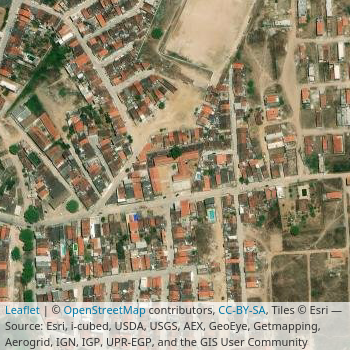 Leaflet | © OpenStreetMap contributors, CC-BY-SA, Tiles © Esri —
Source: Esri, i-cubed, USDA, USGS, AEX, GeoEye, Getmapping,
Aerogrid, IGN, IGP, UPR-EGP, and the GIS User Community